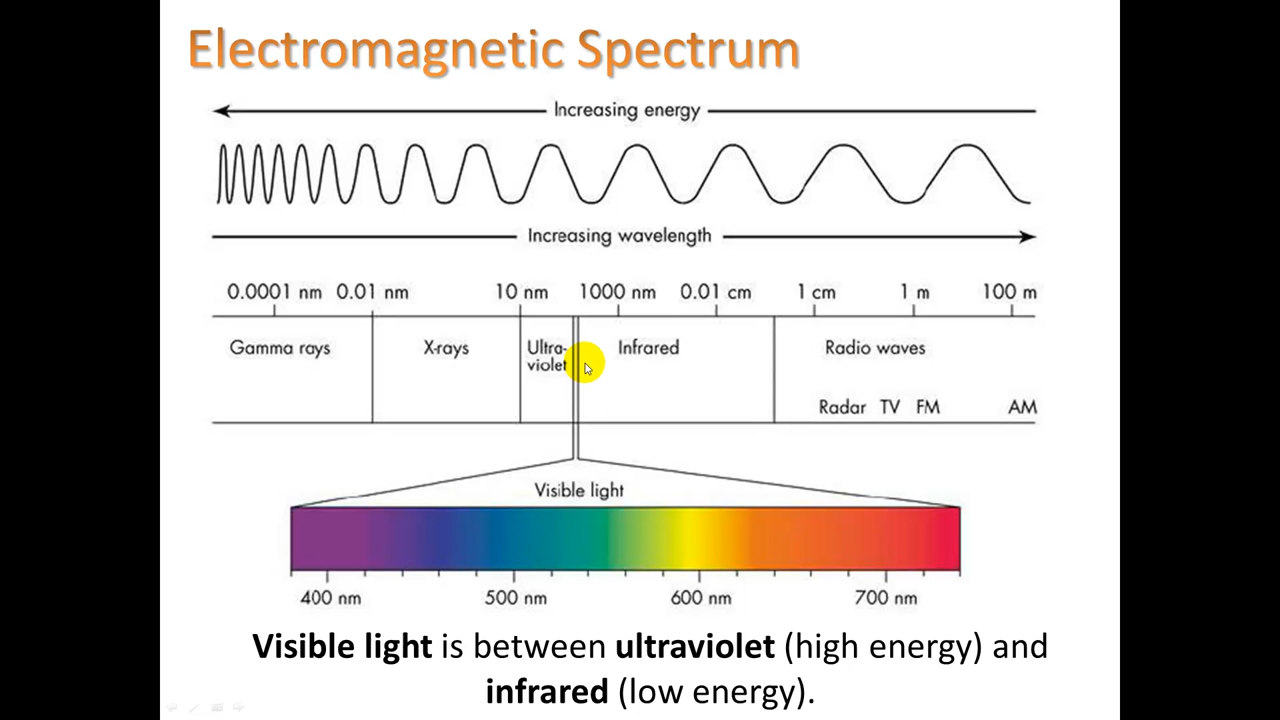 Electromagnetic Spectrum
Increasing energy
Increasing wavelength
0.0001 nm 0.01 nm 10 nm 1000 nm 0.01 cm 1 cm 1 m 100 m
Gamma rays X-rays Ultra- Infrared Radio waves
violet
Radar TV FM AM
Visible light
400 nm 500 nm 600 nm 700 nm
Visible light is between ultraviolet (high energy) and
infrared (low energy).